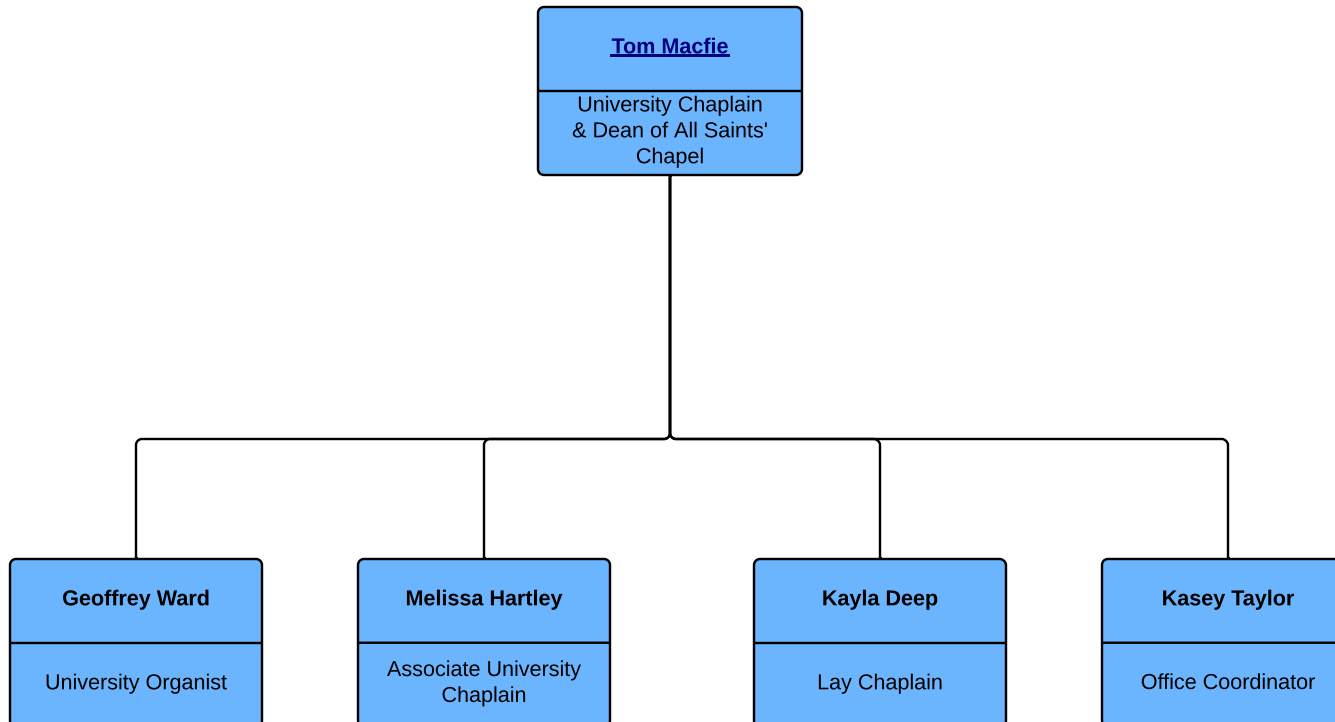 Tom Macfie
University Chaplain
& Dean of All Saints'
Chapel
Geoffrey Ward
University Organist
Melissa Hartley
Associate University
Chaplain
Kayla Deep
Lay Chaplain
Kasey Taylor
Office Coordinator